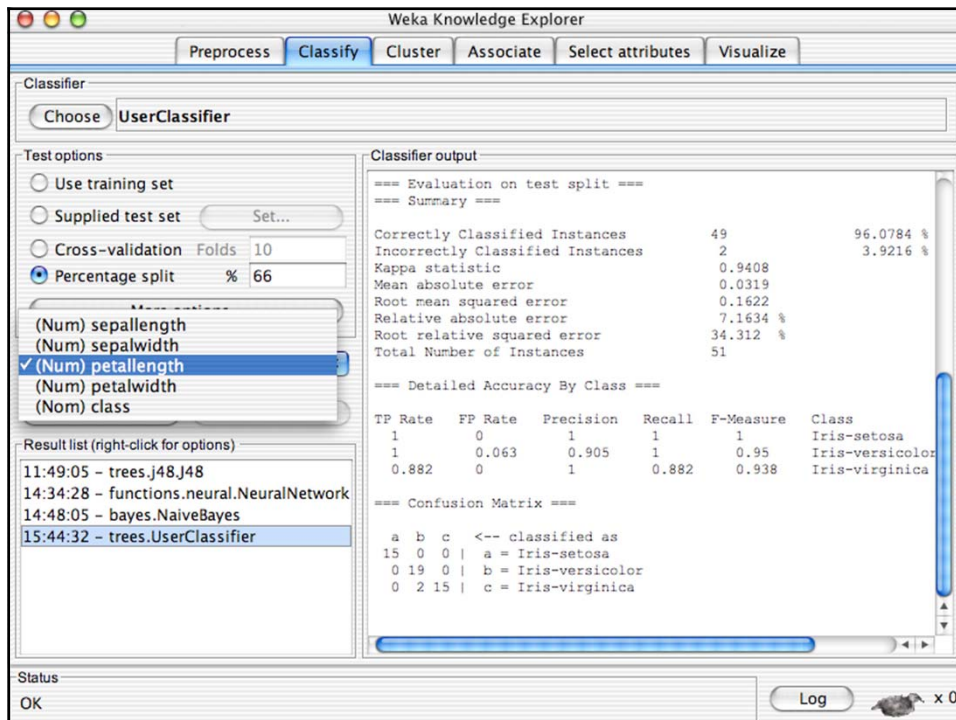 Weka Knowledge Explorer
Preprocess Classify Cluster Associate Select attributes Visualize
Classifier
Choose UserClassifier
Test options
Use training set
Supplied test set Set...
Cross-validation Folds 10
Percentage split % 66
(Num) sepallength
(Num) sepalwidth
✓ (Num) petallength
(Num) petalwidth
(Nom) class
Result list (right-click for options)
11:49:05 – trees.j48.J48
14:34:28 – functions.neural.NeuralNetwork
14:48:05 – bayes.NaiveBayes
15:44:32 – trees.UserClassifier
Classifier output
=== Evaluation on test split ===
=== Summary ===
Correctly Classified Instances 49 96.0784 %
Incorrectly Classified Instances 2 3.9216 %
Kappa statistic 0.9408
Mean absolute error 0.0319
Root mean squared error 0.1622
Relative absolute error 7.1634 %
Root relative squared error 34.312 %
Total Number of Instances 51
=== Detailed Accuracy By Class ===
TP Rate FP Rate Precision Recall F-Measure Class
1 0 1 1 1 Iris-setosa
1 0.063 0.905 1 0.95 Iris-versicolor
0.882 0 1 0.882 0.938 Iris-virginica
=== Confusion Matrix ===
a b c <-- classified as
15 0 0 | a = Iris-setosa
0 19 0 | b = Iris-versicolor
0 2 15 | c = Iris-virginica
Status
OK
Log x 0